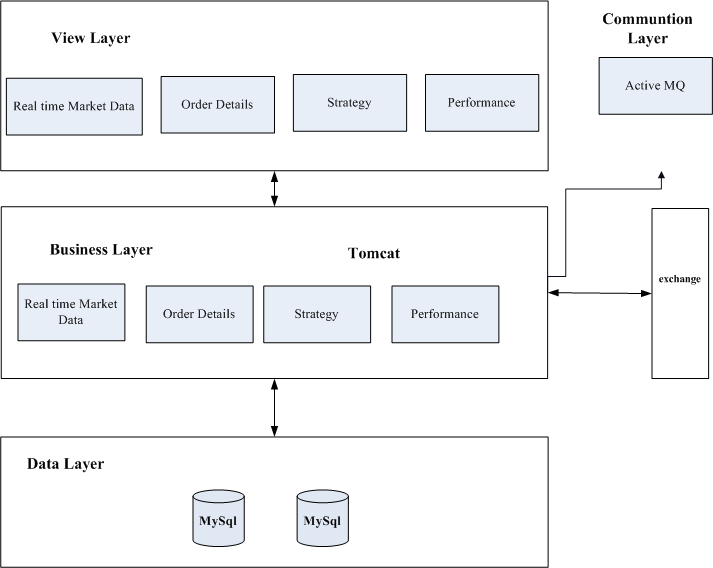 View Layer
Communtion
Layer
Real time Market Data
Order Details
Strategy
Performance
Active MQ
Business Layer
Tomcat
exchange
Real time Market
Data
Order Details
Strategy
Performance
Data Layer
MySql
MySql